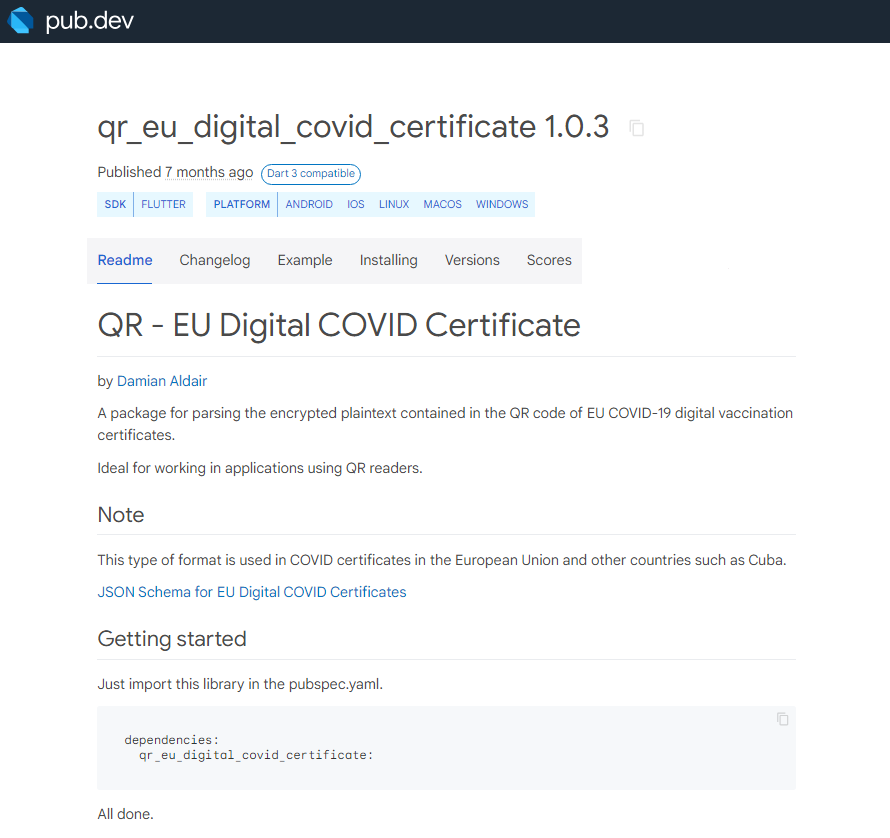 pub.dev
qr_eu_digital_covid_certificate 1.0.3
Published 7 months ago Dart 3 compatible
SDK FLUTTER PLATFORM ANDROID IOS LINUX MACOS WINDOWS
Readme Changelog Example Installing Versions Scores
QR - EU Digital COVID Certificate
by Damian Aldair
A package for parsing the encrypted plaintext contained in the QR code of EU COVID-19 digital vaccination
certificates.
Ideal for working in applications using QR readers.
Note
This type of format is used in COVID certificates in the European Union and other countries such as Cuba.
JSON Schema for EU Digital COVID Certificates
Getting started
Just import this library in the pubspec.yaml.
dependencies:
  qr_eu_digital_covid_certificate:
All done.